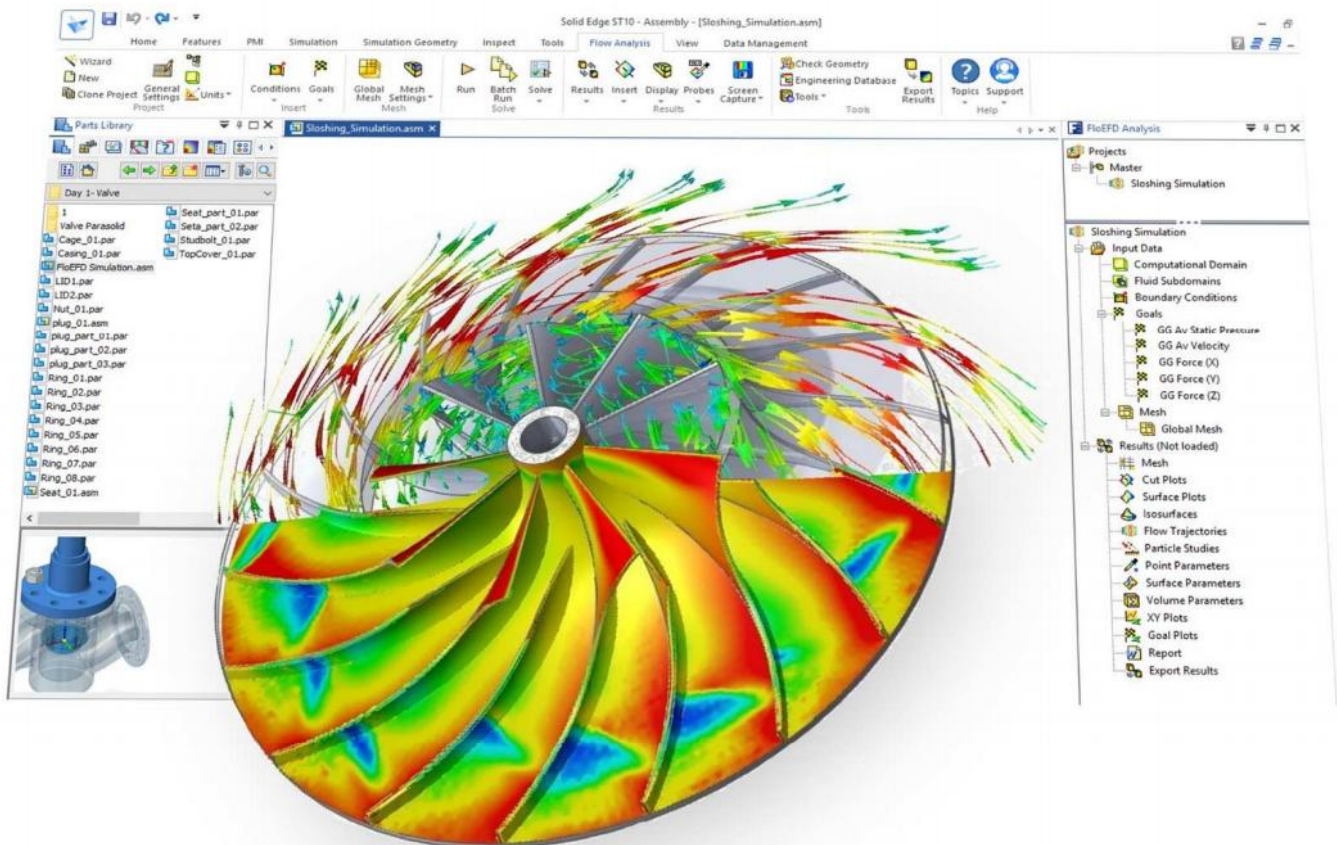 Solid Edge ST10 - Assembly - [Sloshing_Simulation.asm]
Home Features PMI Simulation Simulation Geometry Inspect Tools Flow Analysis View Data Management
Wizard
New
Clone Project
General Settings
Units
Project
Conditions
Goals
Insert
Global Mesh
Mesh Settings
Mesh
Run
Batch Run
Solve
Solve
Results
Insert
Display
Probes
Screen Capture
Results
Check Geometry
Engineering Database
Tools
Export Results
Tools
Topics
Support
Help
Parts Library
Day 1- Valve
1
Valve Parasolid
Cage_01.par
Casing_01.par
FloEFD Simulation.asm
LID1.par
LID2.par
Nut_01.par
plug_01.asm
plug_part_01.par
plug_part_02.par
plug_part_03.par
Ring_01.par
Ring_02.par
Ring_03.par
Ring_04.par
Ring_05.par
Ring_06.par
Ring_07.par
Ring_08.par
Seat_01.asm
Seat_part_01.par
Seta_part_02.par
Studbolt_01.par
TopCover_01.par
Sloshing_Simulation.asm
FloEFD Analysis
Projects
Master
Sloshing Simulation
Sloshing Simulation
Input Data
Computational Domain
Fluid Subdomains
Boundary Conditions
Goals
GG Av Static Pressure
GG Av Velocity
GG Force (X)
GG Force (Y)
GG Force (Z)
Mesh
Global Mesh
Results (Not loaded)
Mesh
Cut Plots
Surface Plots
Isosurfaces
Flow Trajectories
Particle Studies
Point Parameters
Surface Parameters
Volume Parameters
XY Plots
Goal Plots
Report
Export Results